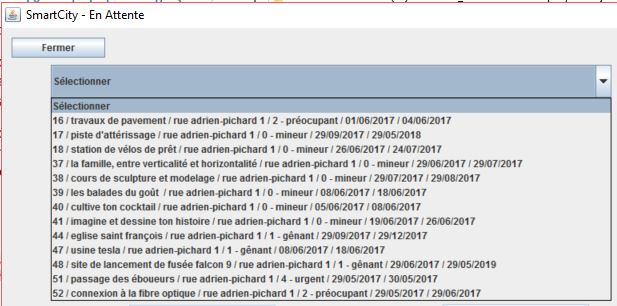 SmartCity - En Attente
Fermer
Sélectionner
Sélectionner
16 / travaux de pavement / rue adrien-pichard 1 / 2 - préocupant / 01/06/2017 / 04/06/2017
17 / piste d'attérissage / rue adrien-pichard 1 / 0 - mineur / 29/09/2017 / 29/05/2018
18 / station de vélos de prêt / rue adrien-pichard 1 / 0 - mineur / 26/06/2017 / 24/07/2017
37 / la famille, entre verticalité et horizontalité / rue adrien-pichard 1 / 0 - mineur / 29/06/2017 / 29/07/2017
38 / cours de sculpture et modelage / rue adrien-pichard 1 / 0 - mineur / 29/07/2017 / 29/08/2017
39 / les balades du goût / rue adrien-pichard 1 / 0 - mineur / 08/06/2017 / 18/06/2017
40 / cultive ton cocktail / rue adrien-pichard 1 / 0 - mineur / 05/06/2017 / 08/06/2017
41 / imagine et dessine ton histoire / rue adrien-pichard 1 / 0 - mineur / 19/06/2017 / 26/06/2017
44 / eglise saint françois / rue adrien-pichard 1 / 1 - gênant / 29/09/2017 / 29/12/2017
47 / usine tesla / rue adrien-pichard 1 / 1 - gênant / 08/06/2017 / 18/06/2017
48 / site de lancement de fusée falcon 9 / rue adrien-pichard 1 / 1 - gênant / 29/06/2017 / 29/05/2019
51 / passage des éboueurs / rue adrien-pichard 1 / 4 - urgent / 29/05/2017 / 30/05/2017
52 / connexion à la fibre optique / rue adrien-pichard 1 / 2 - préocupant / 29/05/2017 / 29/06/2017